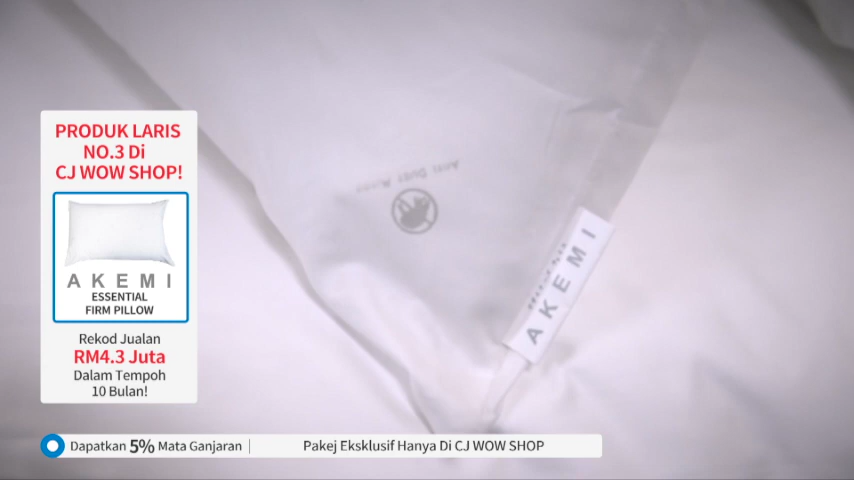 PRODUK LARIS
NO.3 Di
CJ WOW SHOP!
AKEMI
ESSENTIAL
FIRM PILLOW
Rekod Jualan
RM4.3 Juta
Dalam Tempoh
10 Bulan!
Anti Dust Mites
AKEMI
Dapatkan 5% Mata Ganjaran | Pakej Eksklusif Hanya Di CJ WOW SHOP